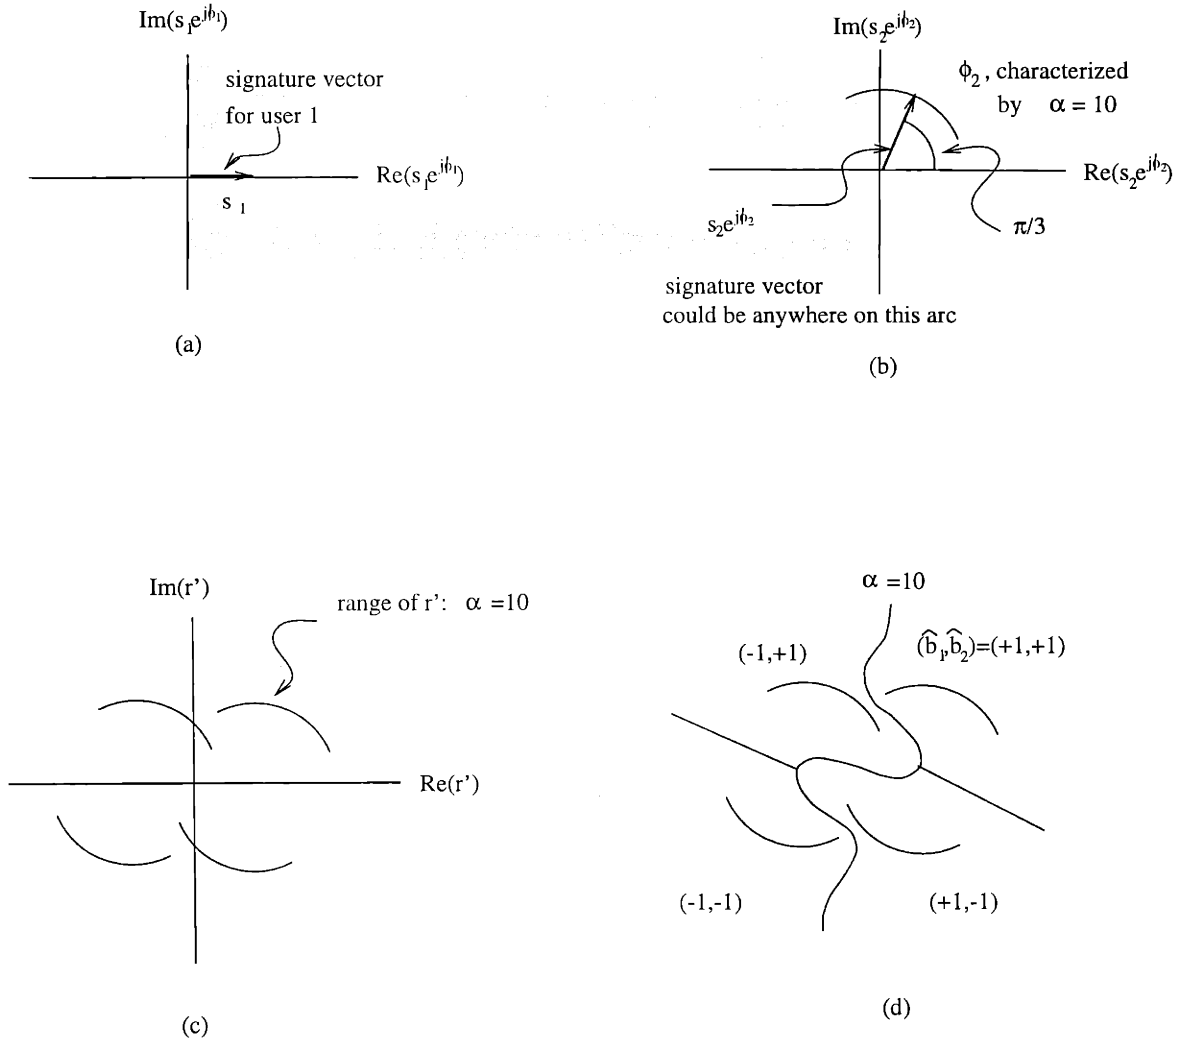 Im(s₁e^{jϕ₁})
signature vector
for user 1
Re(s₁e^{jϕ₁})
s₁
(a)
Im(s₂e^{jϕ₂})
ϕ₂, characterized
by α = 10
Re(s₂e^{jϕ₂})
s₂e^{jϕ₂}
π/3
signature vector
could be anywhere on this arc
(b)
Im(r’)
range of r’: α =10
Re(r’)
(c)
α =10
(-1,+1)
(b̂₁,b̂₂)=(+1,+1)
(-1,-1)
(+1,-1)
(d)